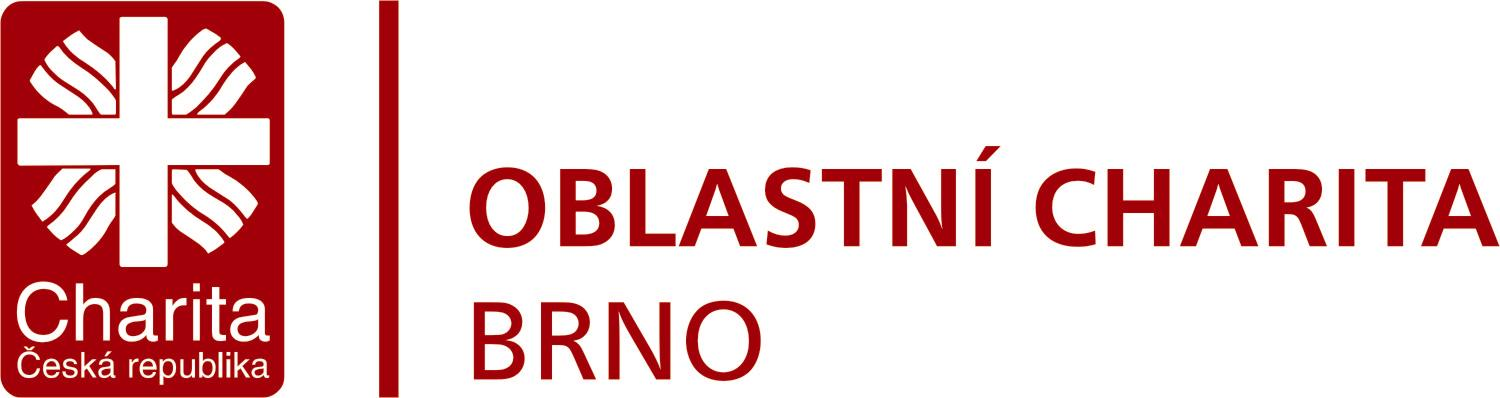 Charita
Česká republika
OBLASTNÍ CHARITA
BRNO